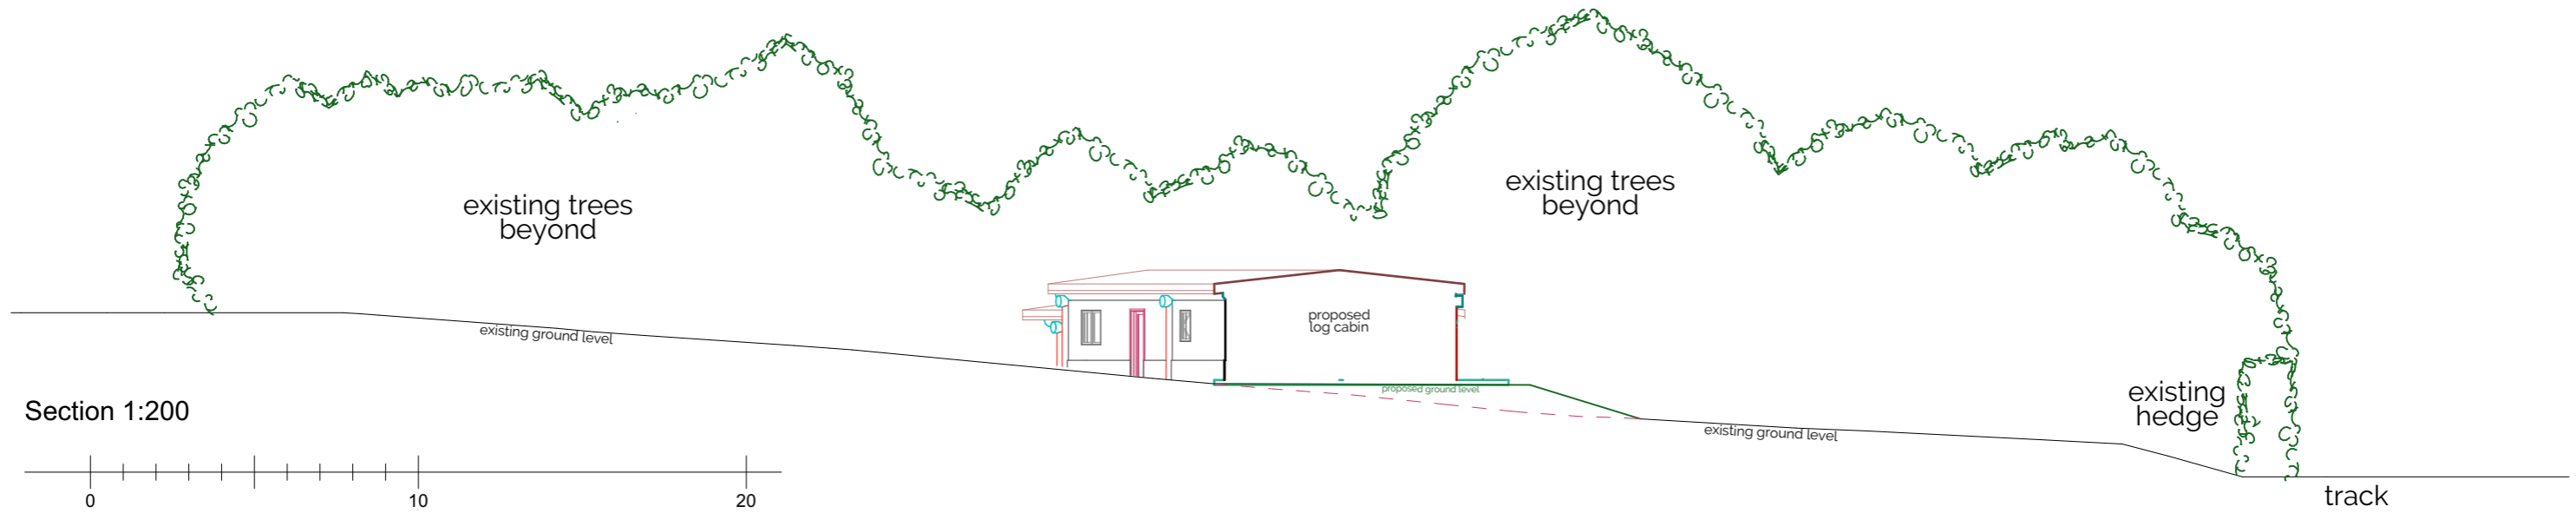 existing trees
beyond
existing trees
beyond
existing ground level
proposed
log cabin
proposed ground level
existing
hedge
Section 1:200
existing ground level
0
10
20
track